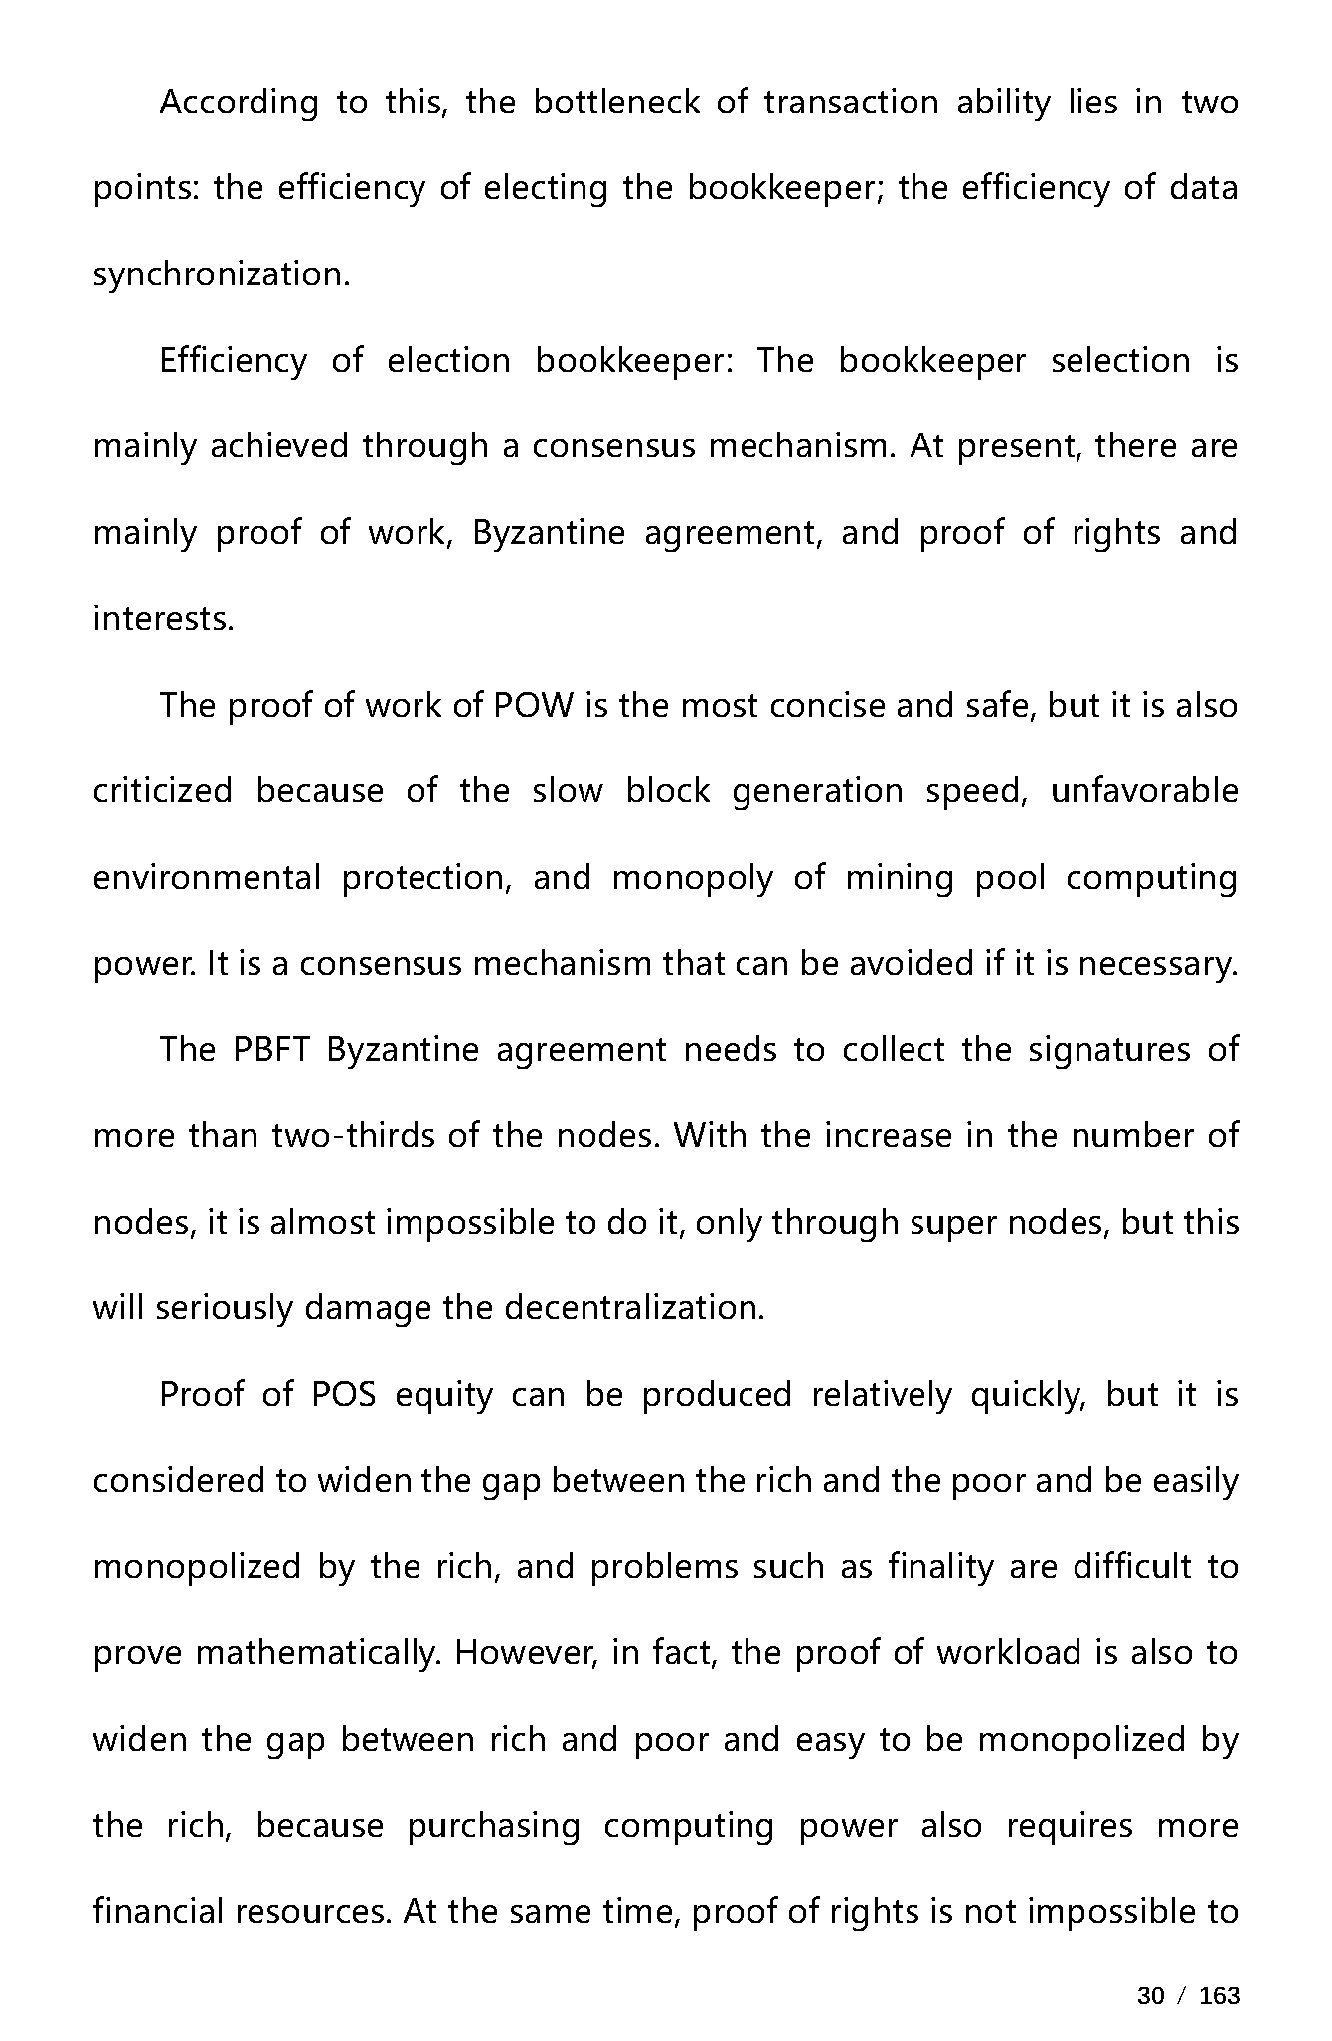 According to this, the bottleneck of transaction ability lies in two
points: the efficiency of electing the bookkeeper; the efficiency of data
synchronization.
Efficiency of election bookkeeper: The bookkeeper selection is
mainly achieved through a consensus mechanism. At present, there are
mainly proof of work, Byzantine agreement, and proof of rights and
interests.
The proof of work of POW is the most concise and safe, but it is also
criticized because of the slow block generation speed, unfavorable
environmental protection, and monopoly of mining pool computing
power. It is a consensus mechanism that can be avoided if it is necessary.
The PBFT Byzantine agreement needs to collect the signatures of
more than two-thirds of the nodes. With the increase in the number of
nodes, it is almost impossible to do it, only through super nodes, but this
will seriously damage the decentralization.
Proof of POS equity can be produced relatively quickly, but it is
considered to widen the gap between the rich and the poor and be easily
monopolized by the rich, and problems such as finality are difficult to
prove mathematically. However, in fact, the proof of workload is also to
widen the gap between rich and poor and easy to be monopolized by
the rich, because purchasing computing power also requires more
financial resources. At the same time, proof of rights is not impossible to
30 / 163